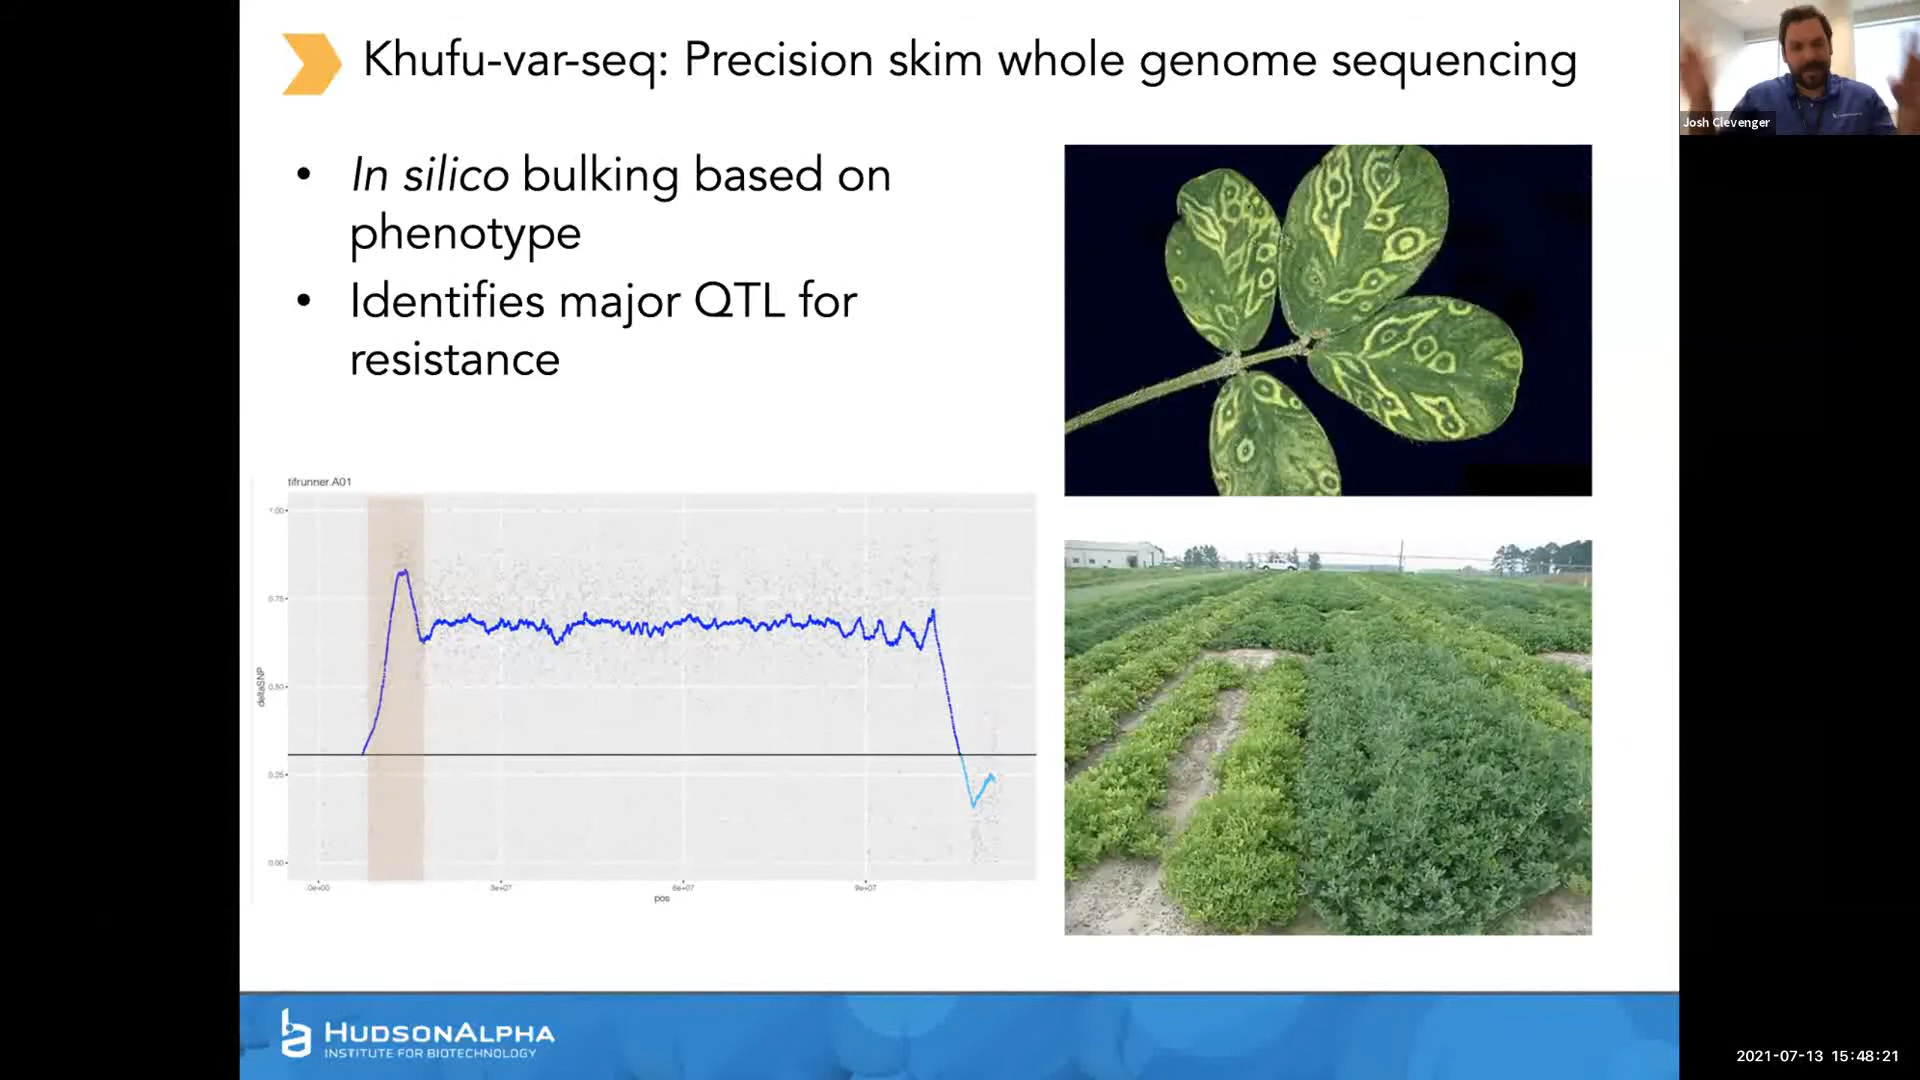 Khufu-var-seq: Precision skim whole genome sequencing
Josh Clevenger
• In silico bulking based on
phenotype
• Identifies major QTL for
resistance
tifrunner.A01
1.00
0.75
0.50
0.25
0.00
deltaSNP
0e+00
3e+07
6e+07
9e+07
pos
HUDSONALPHA
INSTITUTE FOR BIOTECHNOLOGY
2021-07-13 15:48:21